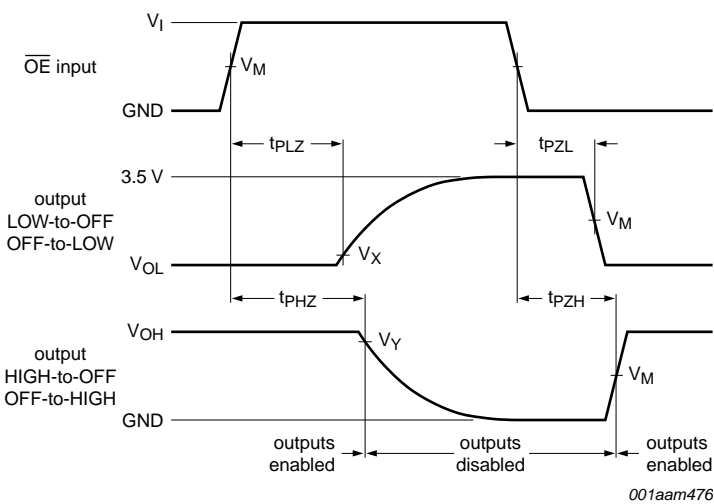 V_I
OE input
V_M
GND
t_PLZ
t_PZL
3.5 V
output
LOW-to-OFF
OFF-to-LOW
V_M
V_X
V_OL
t_PHZ
t_PZH
V_OH
V_Y
output
HIGH-to-OFF
OFF-to-HIGH
V_M
GND
outputs
enabled
outputs
disabled
outputs
enabled
001aam476